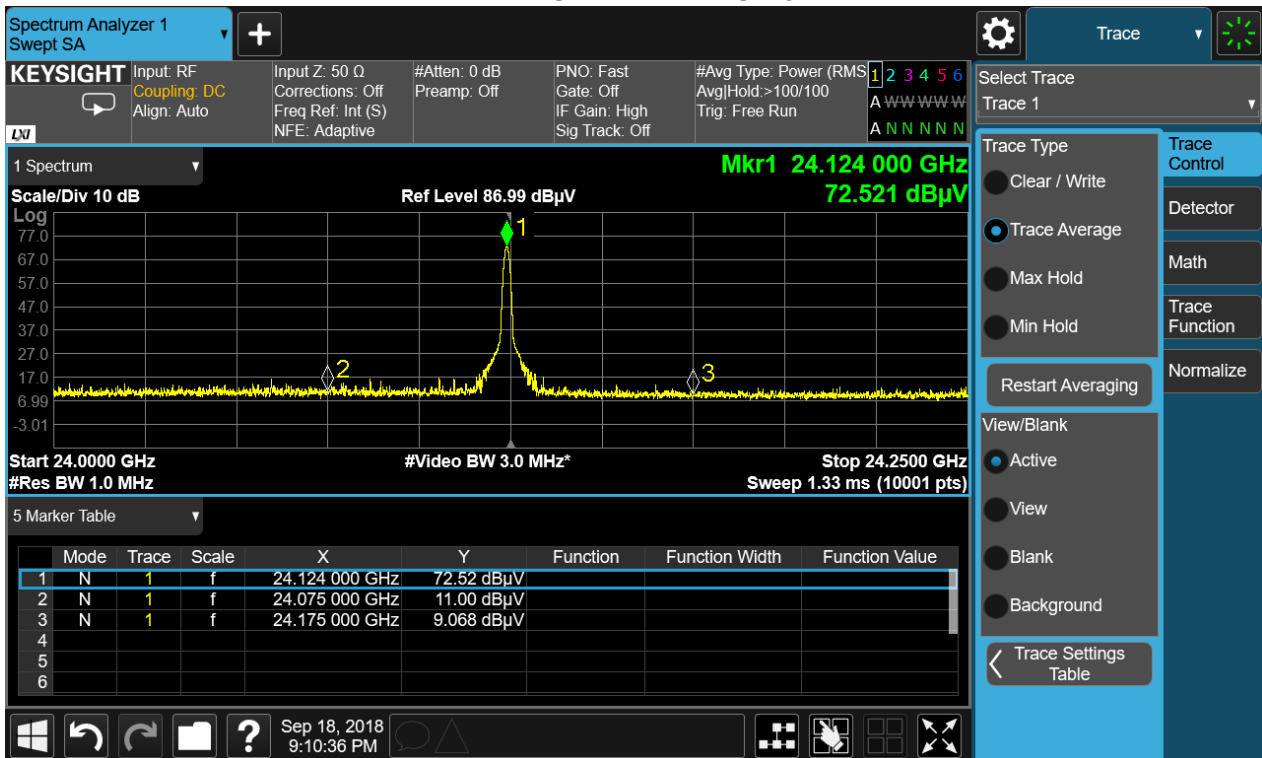 Spectrum Analyzer 1
Swept SA
+
Trace
KEYSIGHT
LXI
Input: RF
Coupling: DC
Align: Auto
Input Z: 50 Ω
Corrections: Off
Freq Ref: Int (S)
NFE: Adaptive
#Atten: 0 dB
Preamp: Off
PNO: Fast
Gate: Off
IF Gain: High
Sig Track: Off
#Avg Type: Power (RMS
Avg|Hold:>100/100
Trig: Free Run
1 2 3 4 5 6
A W W W W W
A N N N N N
Select Trace
Trace 1
1 Spectrum
Mkr1 24.124 000 GHz
72.521 dBµV
Scale/Div 10 dB
Ref Level 86.99 dBµV
Log
77.0
67.0
57.0
47.0
37.0
27.0
17.0
6.99
-3.01
1
2
3
Start 24.0000 GHz
#Video BW 3.0 MHz*
Stop 24.2500 GHz
#Res BW 1.0 MHz
Sweep 1.33 ms (10001 pts)
5 Marker Table
Mode Trace Scale X Y Function Function Width Function Value
1 N 1 f 24.124 000 GHz 72.52 dBµV
2 N 1 f 24.075 000 GHz 11.00 dBµV
3 N 1 f 24.175 000 GHz 9.068 dBµV
4
5
6
Trace Type
Clear / Write
Trace Average
Max Hold
Min Hold
Restart Averaging
View/Blank
Active
View
Blank
Background
Trace Settings
Table
Trace
Control
Detector
Math
Trace
Function
Normalize
?
Sep 18, 2018
9:10:36 PM